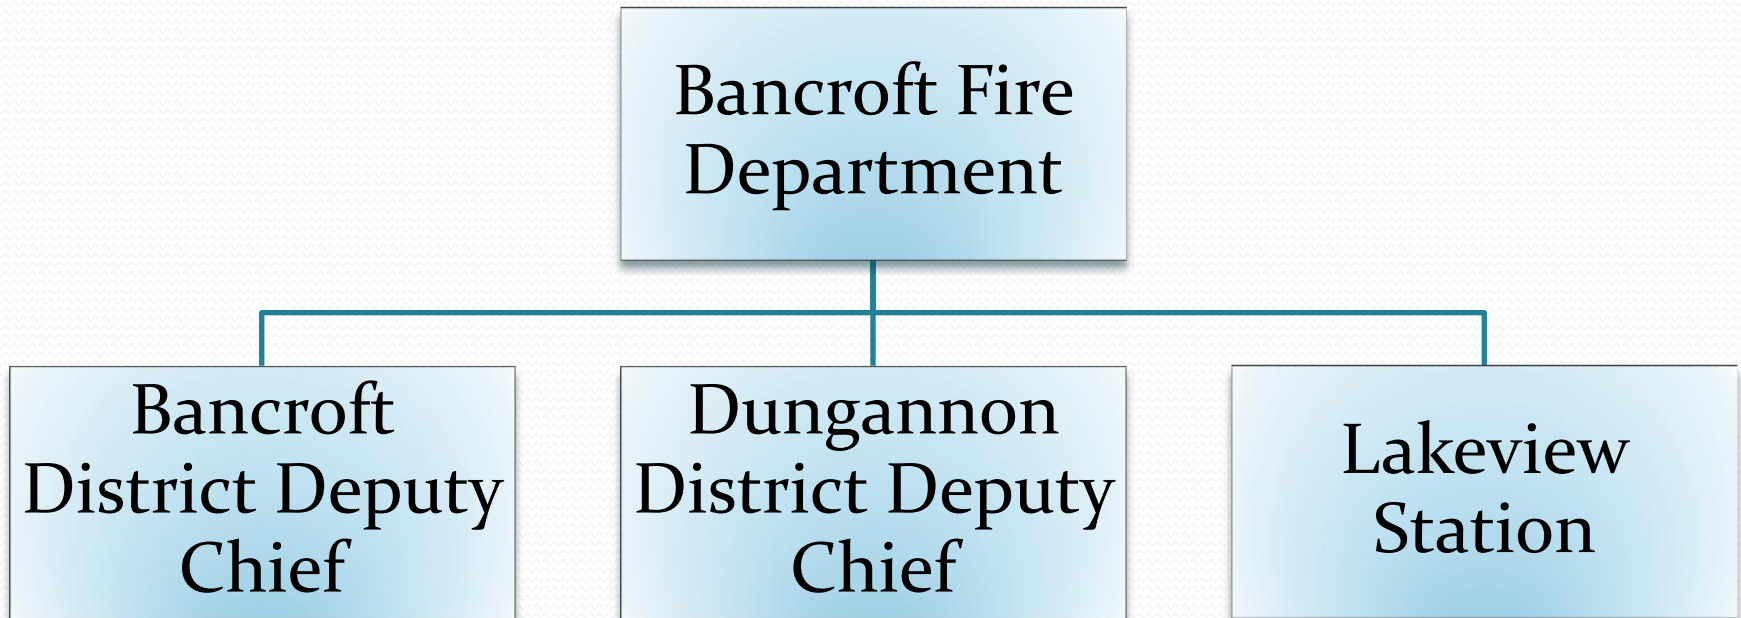 Bancroft Fire
Department
Bancroft
District Deputy
Chief
Dungannon
District Deputy
Chief
Lakeview
Station